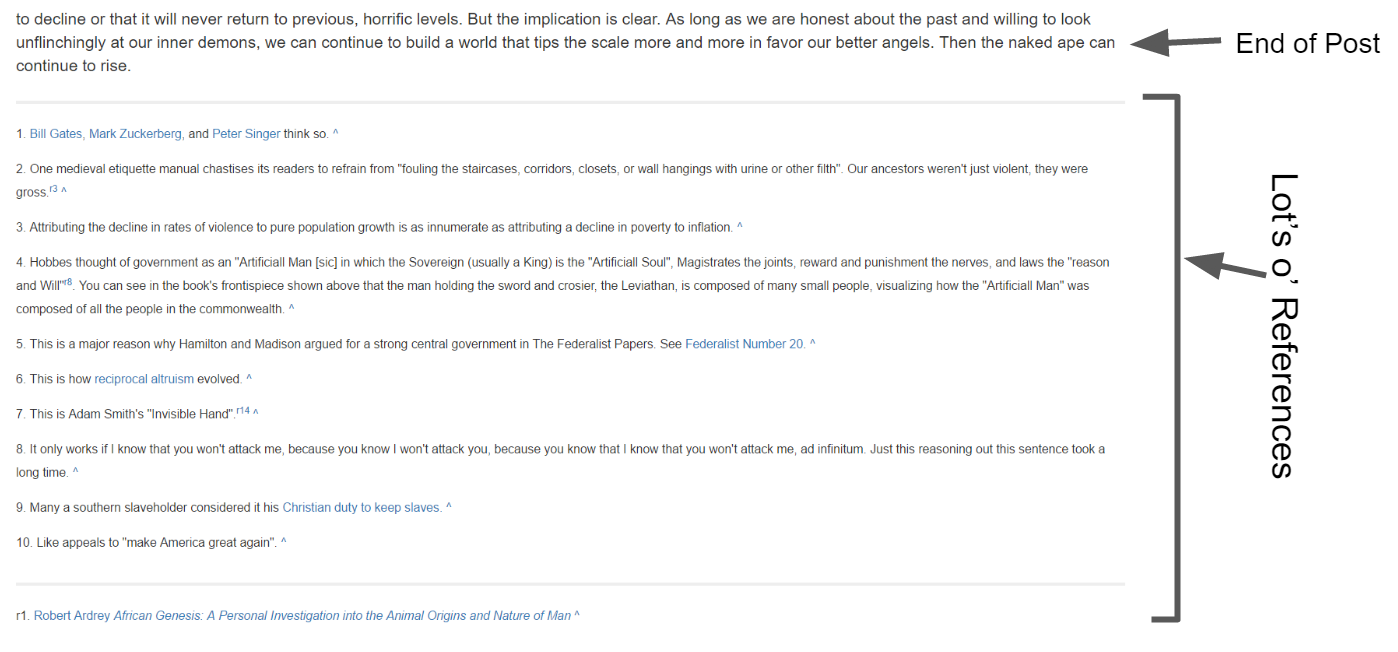 to decline or that it will never return to previous, horrific levels. But the implication is clear. As long as we are honest about the past and willing to look
unflinchingly at our inner demons, we can continue to build a world that tips the scale more and more in favor our better angels. Then the naked ape can
continue to rise.
End of Post
1. Bill Gates, Mark Zuckerberg, and Peter Singer think so. ^
2. One medieval etiquette manual chastises its readers to refrain from "fouling the staircases, corridors, closets, or wall hangings with urine or other filth". Our ancestors weren't just violent, they were
gross.r3 ^
3. Attributing the decline in rates of violence to pure population growth is as innumerate as attributing a decline in poverty to inflation. ^
4. Hobbes thought of government as an "Artificiall Man [sic] in which the Sovereign (usually a King) is the "Artificiall Soul", Magistrates the joints, reward and punishment the nerves, and laws the "reason
and Will"r8. You can see in the book's frontispiece shown above that the man holding the sword and crosier, the Leviathan, is composed of many small people, visualizing how the "Artificiall Man" was
composed of all the people in the commonwealth. ^
5. This is a major reason why Hamilton and Madison argued for a strong central government in The Federalist Papers. See Federalist Number 20. ^
6. This is how reciprocal altruism evolved. ^
7. This is Adam Smith's "Invisible Hand".r14 ^
8. It only works if I know that you won't attack me, because you know I won't attack you, because you know that I know that you won't attack me, ad infinitum. Just this reasoning out this sentence took a
long time. ^
9. Many a southern slaveholder considered it his Christian duty to keep slaves. ^
10. Like appeals to "make America great again". ^
r1. Robert Ardrey African Genesis: A Personal Investigation into the Animal Origins and Nature of Man ^
Lot's o' References